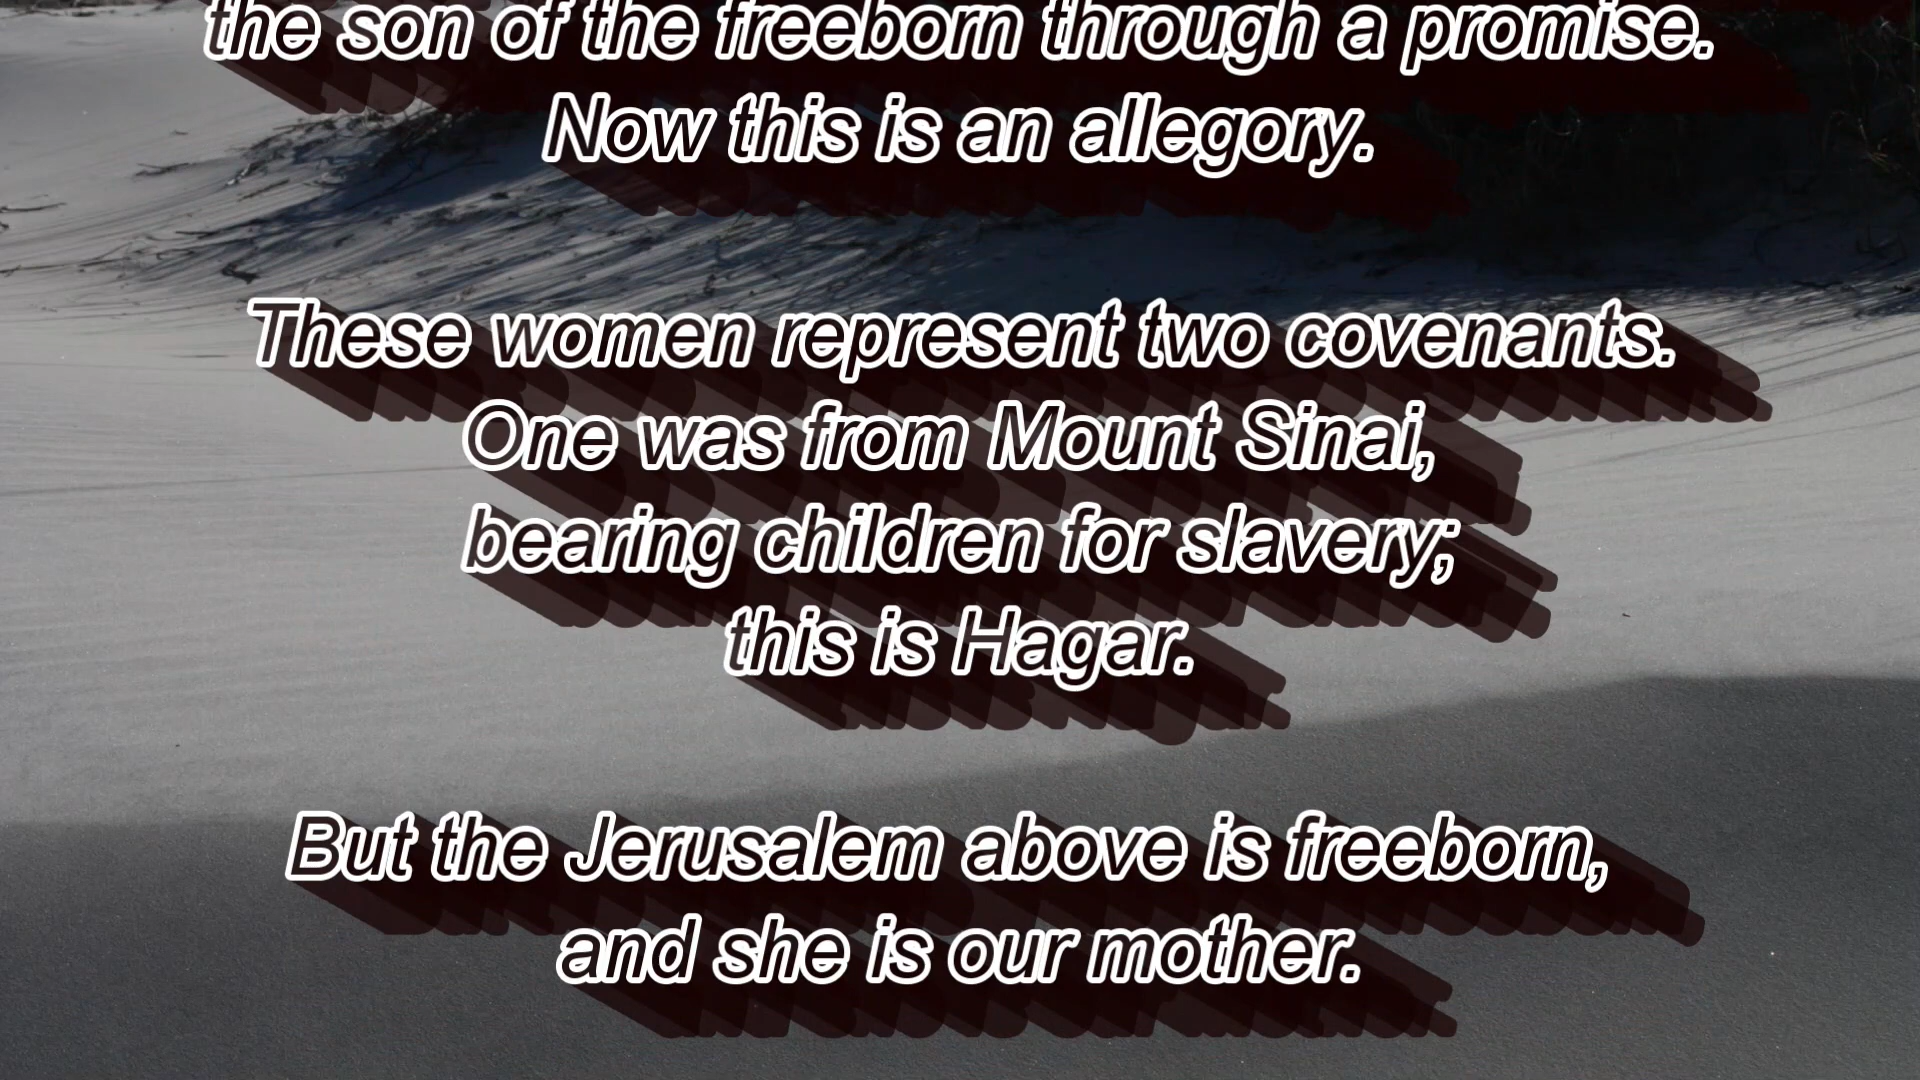 the son of the freeborn through a promise.
Now this is an allegory.
These women represent two covenants.
One was from Mount Sinai,
bearing children for slavery;
this is Hagar.
But the Jerusalem above is freeborn,
and she is our mother.